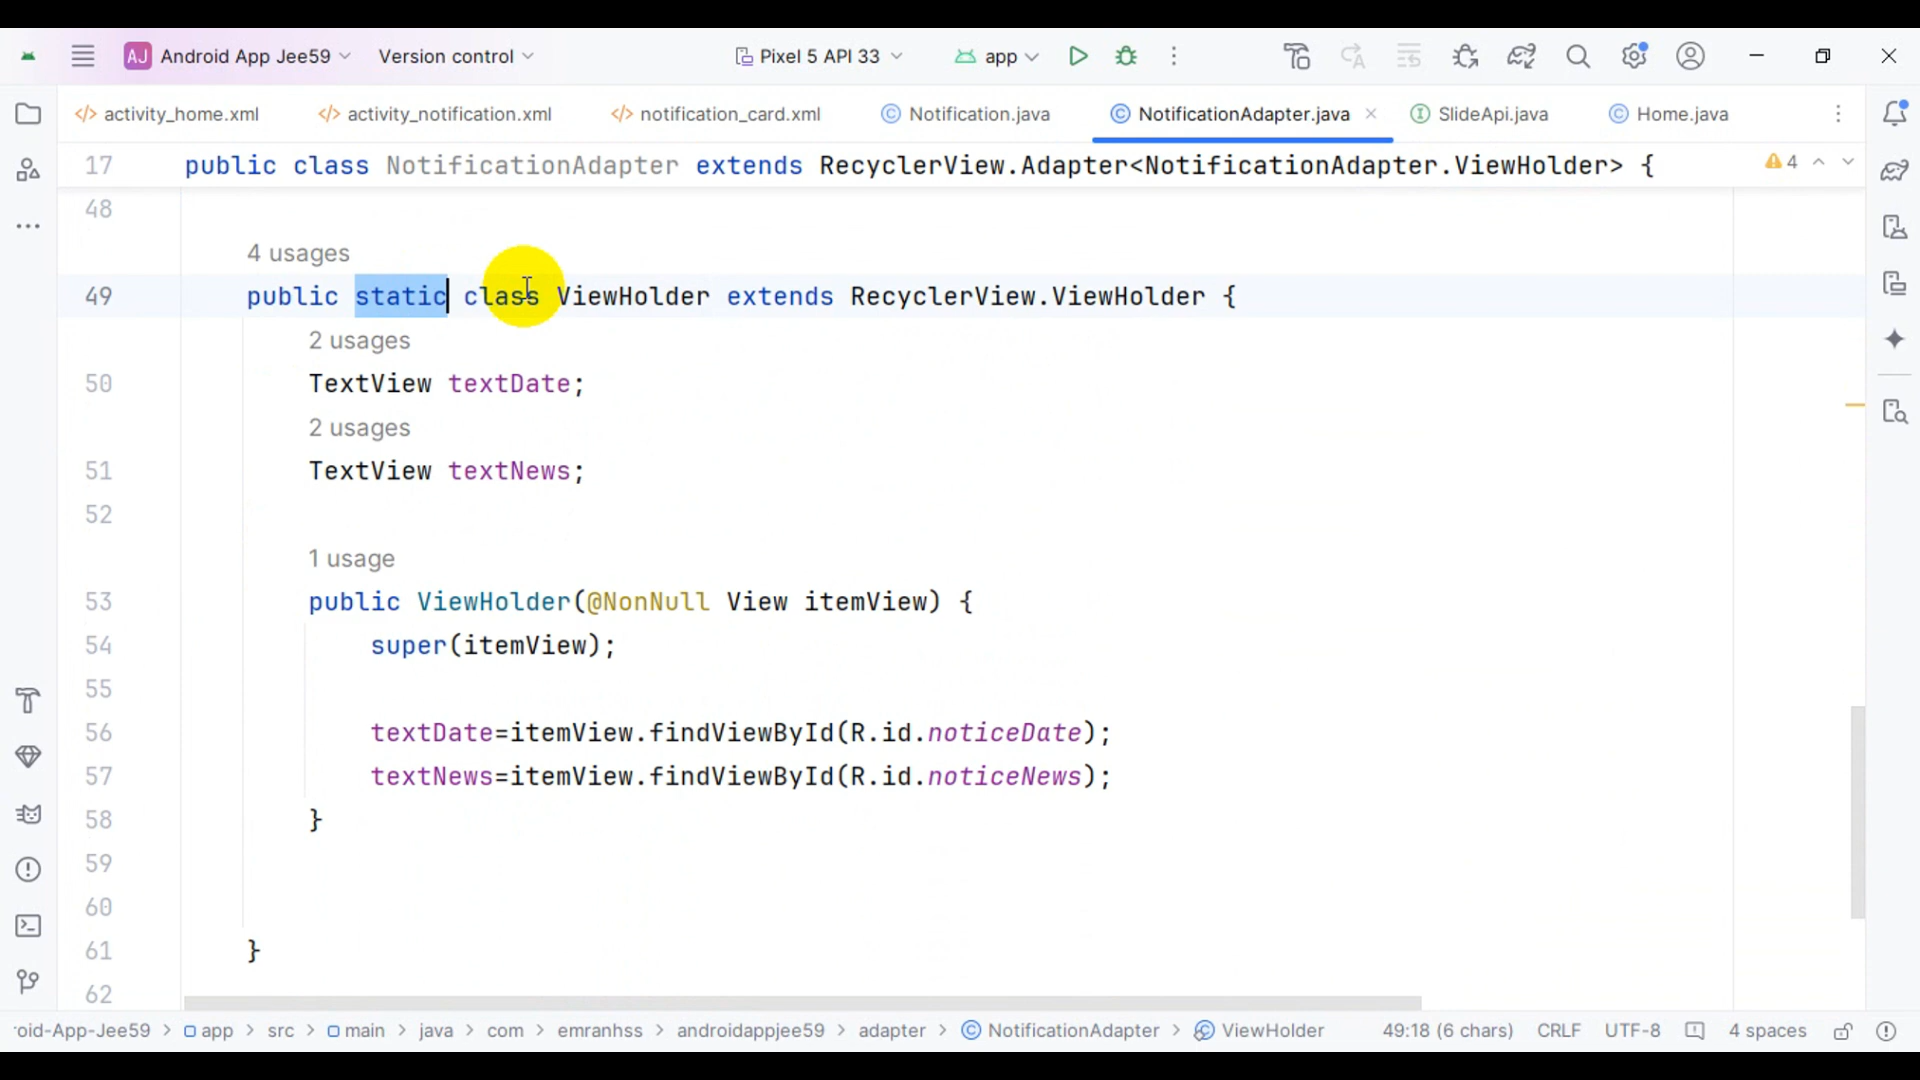 AJ Android App Jee59 Version control Pixel 5 API 33 app
activity_home.xml activity_notification.xml notification_card.xml Notification.java NotificationAdapter.java SlideApi.java Home.java
17 public class NotificationAdapter extends RecyclerView.Adapter<NotificationAdapter.ViewHolder> { 4
48
4 usages
49 public static class ViewHolder extends RecyclerView.ViewHolder {
2 usages
50 TextView textDate;
2 usages
51 TextView textNews;
52
1 usage
53 public ViewHolder(@NonNull View itemView) {
54 super(itemView);
55
56 textDate=itemView.findViewById(R.id.noticeDate);
57 textNews=itemView.findViewById(R.id.noticeNews);
58 }
59
60
61 }
62
roid-App-Jee59 > app > src > main > java > com > emranhss > androidappjee59 > adapter > NotificationAdapter > ViewHolder 49:18 (6 chars) CRLF UTF-8 4 spaces